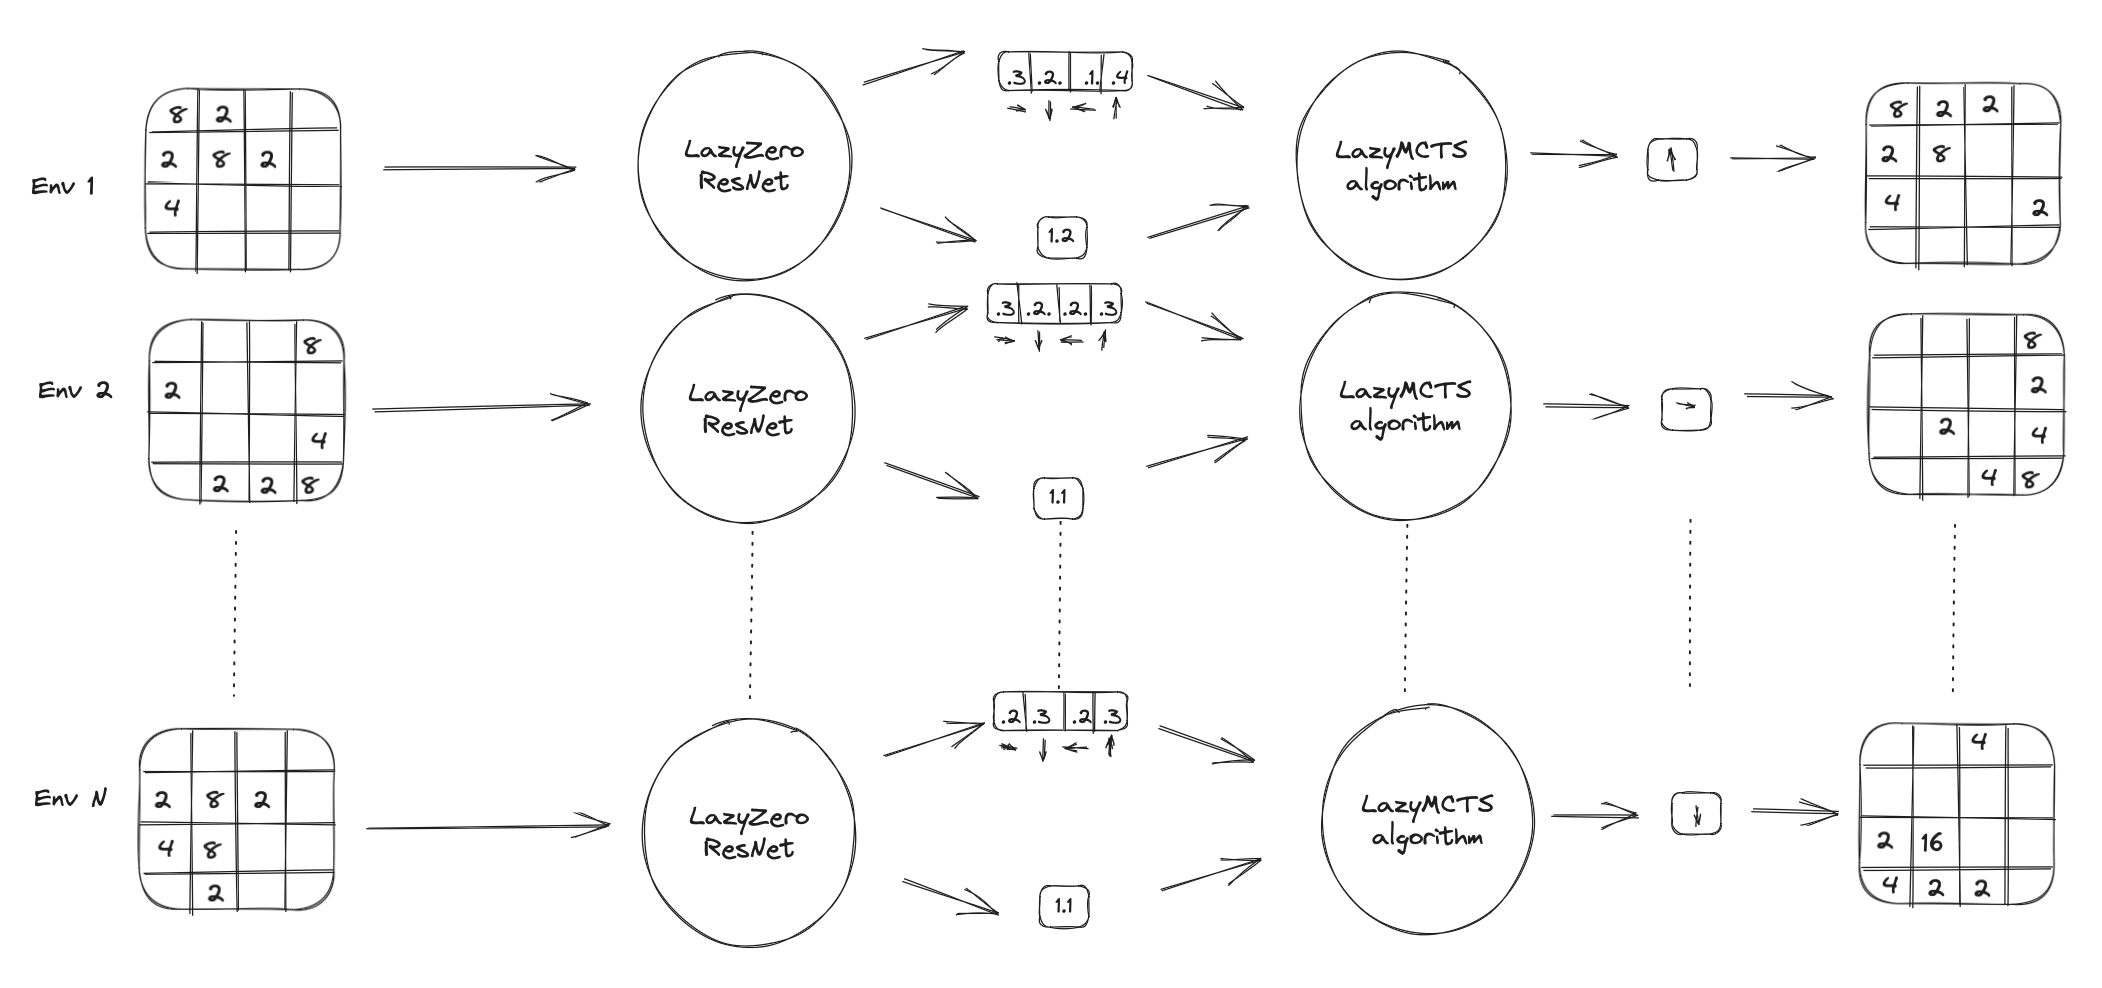 8 2
2 8 2
4
Env 1
LazyZero
ResNet
.3 .2. .1. .4
→ ↓ ← ↑
1.2
LazyMCTS
algorithm
↑
8 2 2
2 8
4 2
Env 2
8
2
4
2 2 8
LazyZero
ResNet
.3 .2. .2. .3
→ ↓ ← ↑
1.1
LazyMCTS
algorithm
→
8
2
2 4
4 8
Env N
2 8 2
4 8
2
LazyZero
ResNet
.2 .3 .2 .3
→ ↓ ← ↑
1.1
LazyMCTS
algorithm
↓
4
2 16
4 2 2